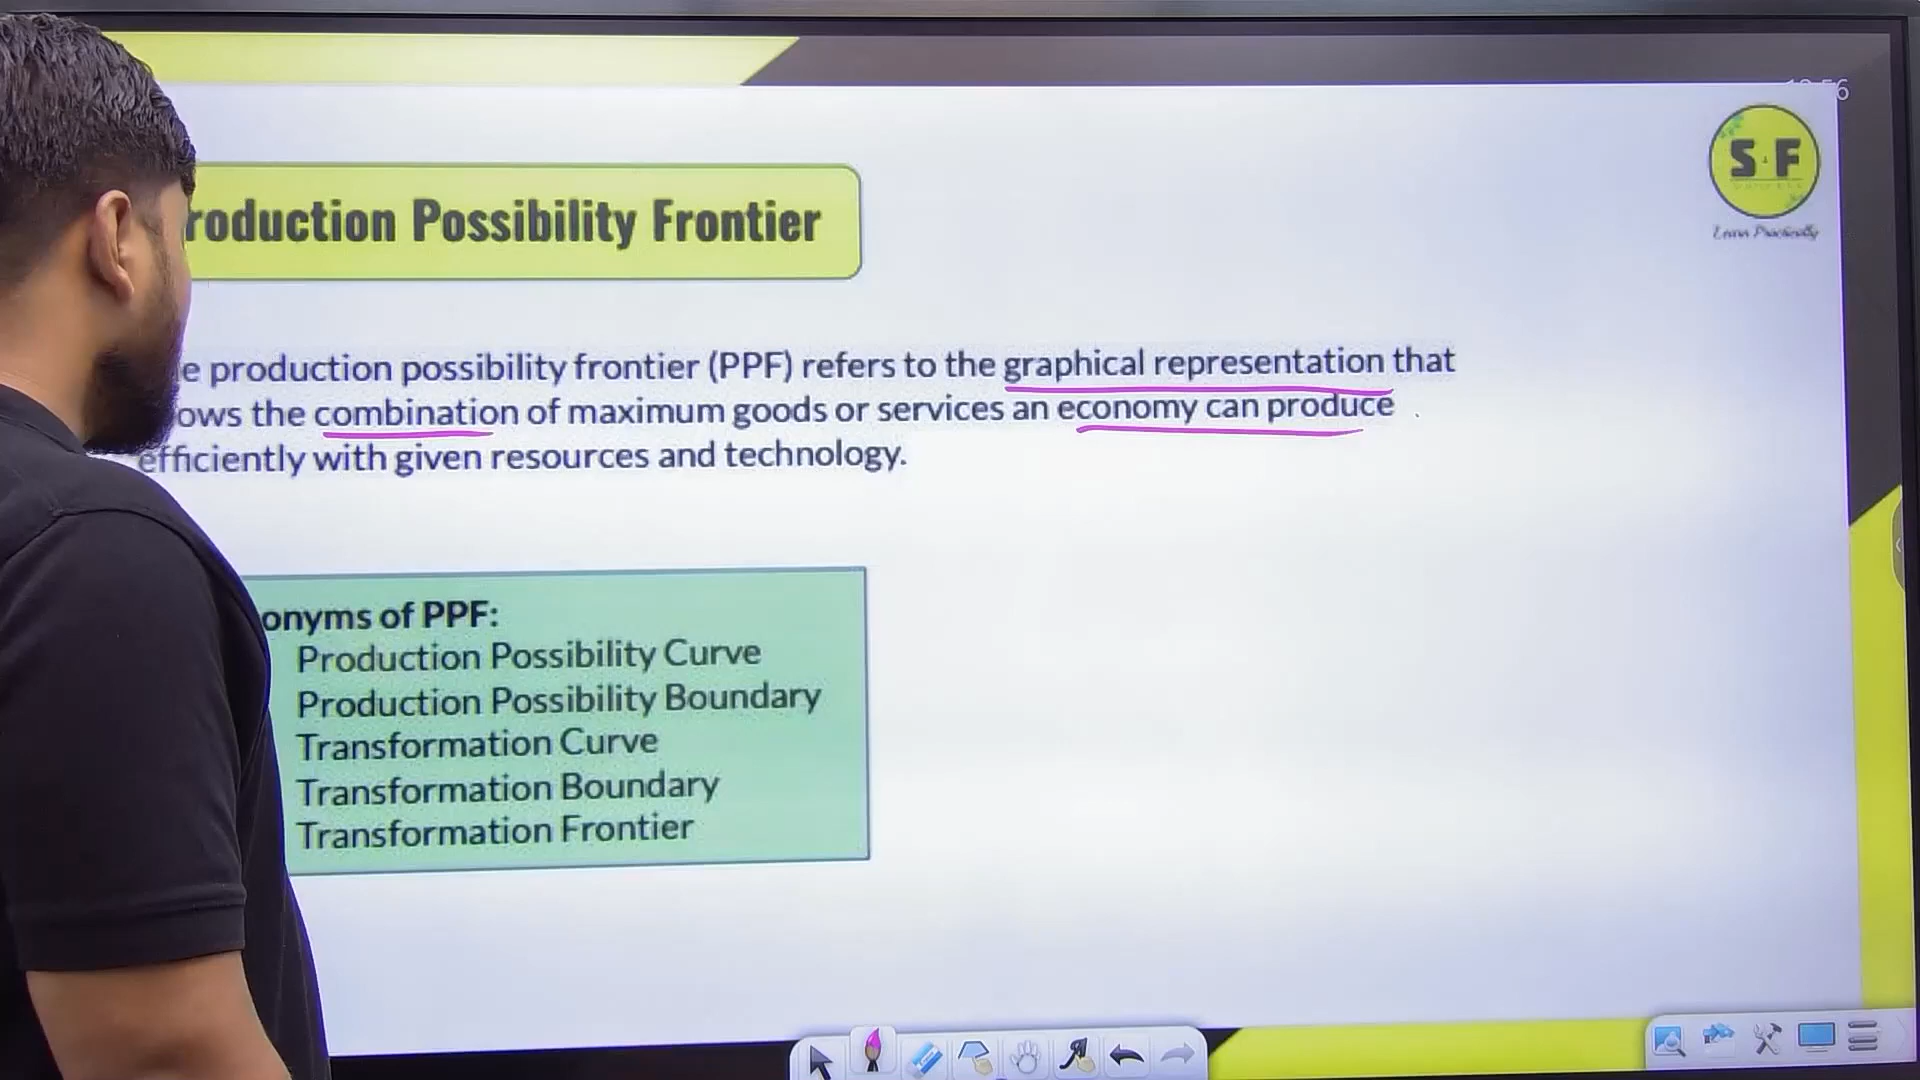 S F
Learn Practically
roduction Possibility Frontier
e production possibility frontier (PPF) refers to the graphical representation that
ows the combination of maximum goods or services an economy can produce
efficiently with given resources and technology.
onyms of PPF:
Production Possibility Curve
Production Possibility Boundary
Transformation Curve
Transformation Boundary
Transformation Frontier